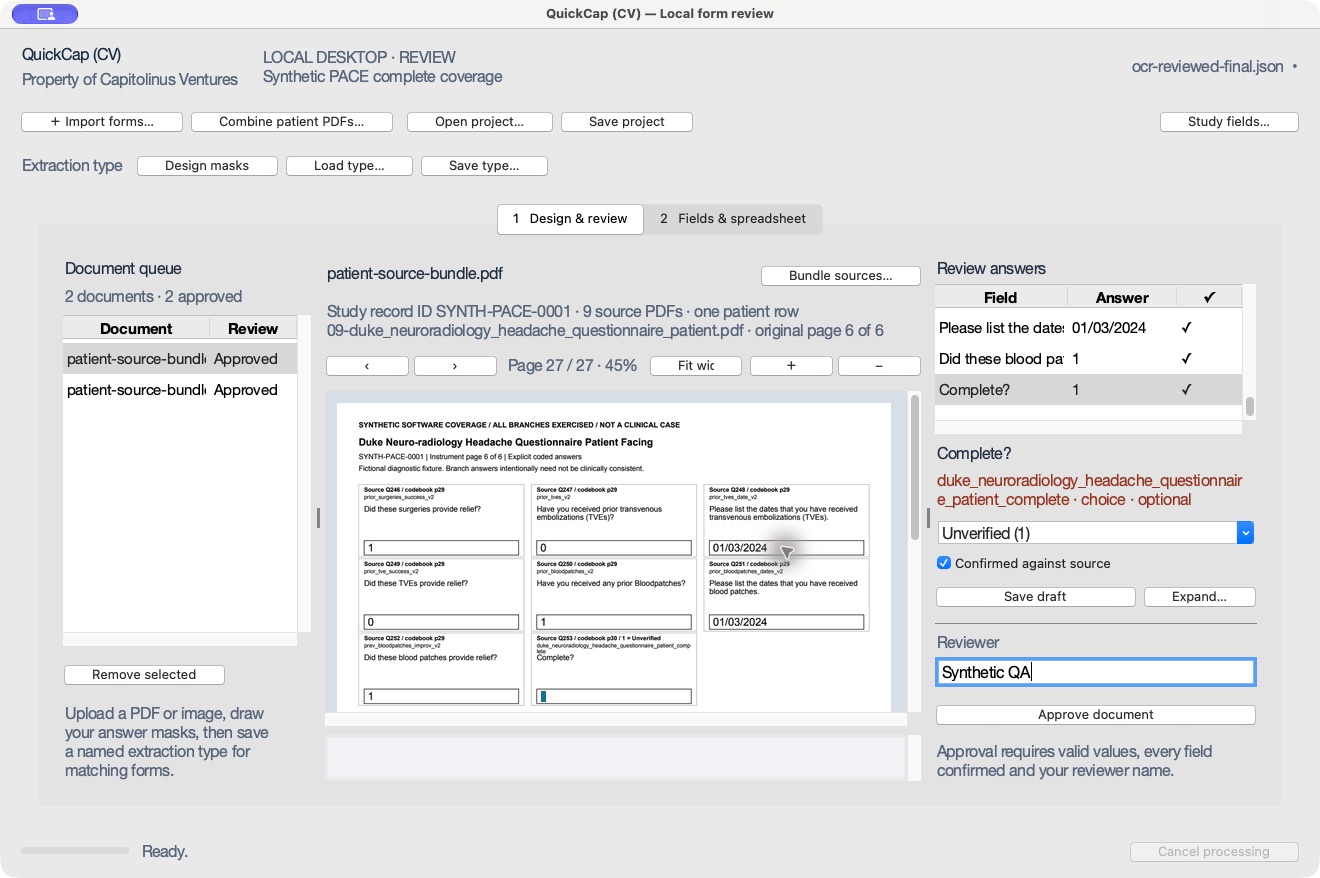 QuickCap (CV) — Local form review
QuickCap (CV)
Property of Capitolinus Ventures
LOCAL DESKTOP · REVIEW
Synthetic PACE complete coverage
ocr-reviewed-final.json •
+ Import forms...
Combine patient PDFs...
Open project...
Save project
Study fields...
Extraction type
Design masks
Load type...
Save type...
1 Design & review
2 Fields & spreadsheet
Document queue
2 documents · 2 approved
Document Review
patient-source-bundl Approved
patient-source-bundl Approved
Remove selected
Upload a PDF or image, draw
your answer masks, then save
a named extraction type for
matching forms.
patient-source-bundle.pdf
Bundle sources...
Study record ID SYNTH-PACE-0001 · 9 source PDFs · one patient row
09-duke_neuroradiology_headache_questionnaire_patient.pdf · original page 6 of 6
‹
›
Page 27 / 27 · 45%
Fit wic
+
−
SYNTHETIC SOFTWARE COVERAGE / ALL BRANCHES EXERCISED / NOT A CLINICAL CASE
Duke Neuro-radiology Headache Questionnaire Patient Facing
SYNTH-PACE-0001 | Instrument page 6 of 6 | Explicit coded answers
Fictional diagnostic fixture. Branch answers intentionally need not be clinically consistent.
Source Q246 / codebook p29
prior_surgeries_success_v2
Did these surgeries provide relief?
1
Source Q247 / codebook p29
prior_tves_v2
Have you received prior transvenous
embolizations (TVEs)?
0
Source Q248 / codebook p29
prior_tves_date_v2
Please list the dates that you have received
transvenous embolizations (TVEs).
01/03/2024
Source Q249 / codebook p29
prior_tve_success_v2
Did these TVEs provide relief?
0
Source Q250 / codebook p29
prior_bloodpatches_v2
Have you received any prior Bloodpatches?
1
Source Q251 / codebook p29
prior_bloodpatches_dates_v2
Please list the dates that you have received
blood patches.
01/03/2024
Source Q252 / codebook p29
prev_bloodpatches_improv_v2
Did these blood patches provide relief?
1
Source Q253 / codebook p30 / 1 = Unverified
duke_neuroradiology_headache_questionnaire_patient_comp
lete
Complete?
Review answers
Field Answer ✓
Please list the dates 01/03/2024 ✓
Did these blood pa 1 ✓
Complete? 1 ✓
Complete?
duke_neuroradiology_headache_questionnair
e_patient_complete · choice · optional
Unverified (1)
Confirmed against source
Save draft
Expand...
Reviewer
Synthetic QA
Approve document
Approval requires valid values, every field
confirmed and your reviewer name.
Ready.
Cancel processing